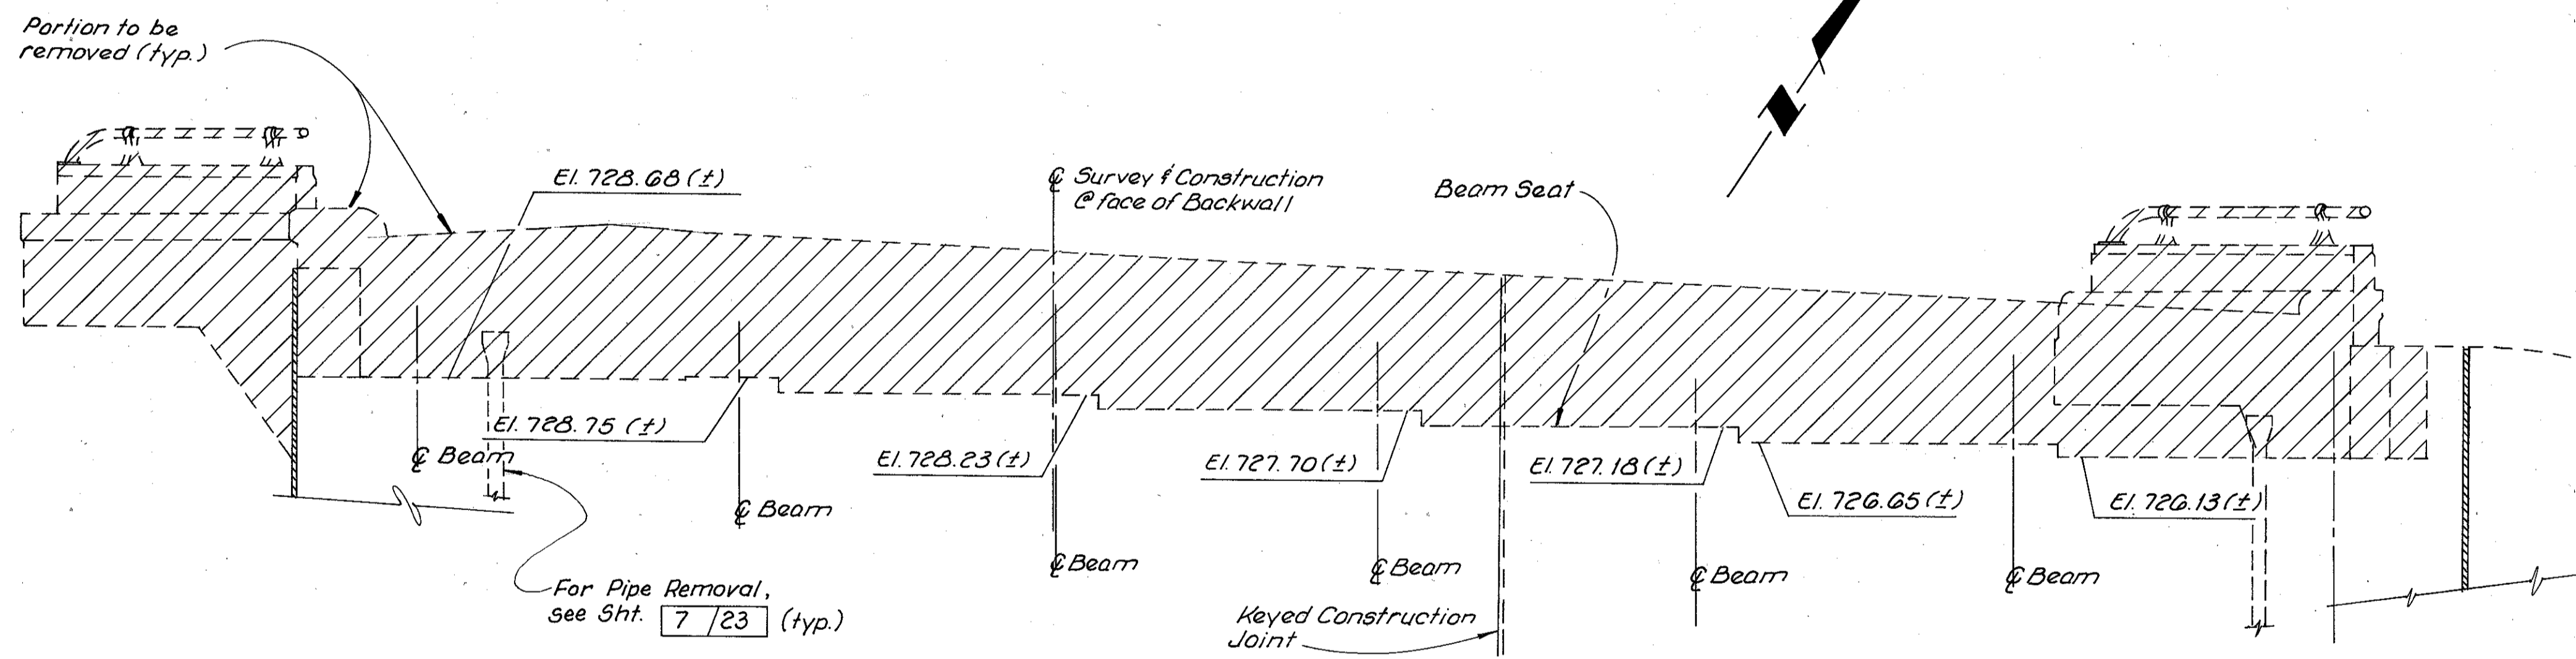 Portion to be
removed (typ.)
El. 728.68 (±)
℄ Survey & Construction
@ face of Backwall
Beam Seat
El. 728.75 (±)
℄ Beam
El. 728.23 (±)
El. 727.70 (±)
El. 727.18 (±)
El. 726.65 (±)
El. 726.13 (±)
℄ Beam
℄ Beam
℄ Beam
℄ Beam
℄ Beam
For Pipe Removal,
see Sht. 7/23 (typ.)
Keyed Construction
Joint